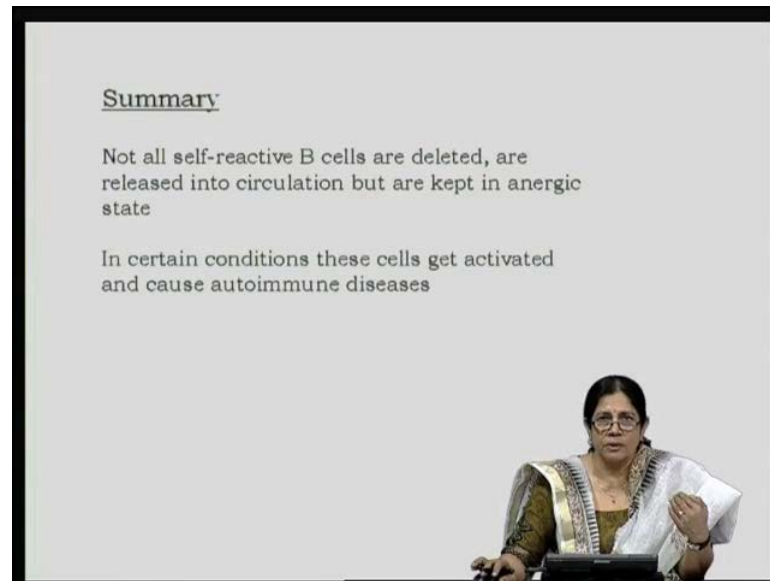 Summary
Not all self-reactive B cells are deleted, are
released into circulation but are kept in anergic
state
In certain conditions these cells get activated
and cause autoimmune diseases